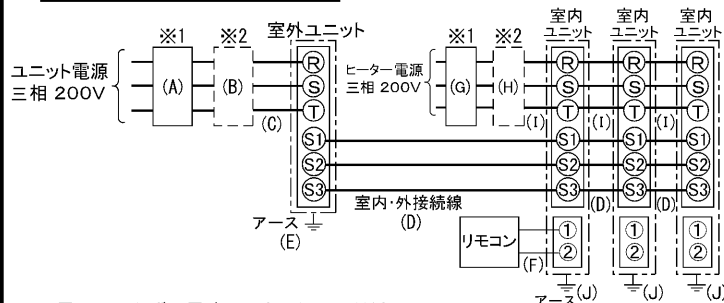 室内 室内 室内
※1 ※2 室外ユニット ※1 ※2 ユニット ユニット ユニット
ユニット電源 三相 200V
(A) (B) (C)
R
S
T
S1
S2
S3
ヒーター電源 三相 200V
(G) (H) (I) (I) (I)
R R R
S S S
T T T
S1 S1 S1
S2 S2 S2
S3 S3 S3
室内・外接続線
(D) (D) (D)
アース
(E)
リモコン
(F)
① ① ①
② ② ②
アース (J) (J) (J